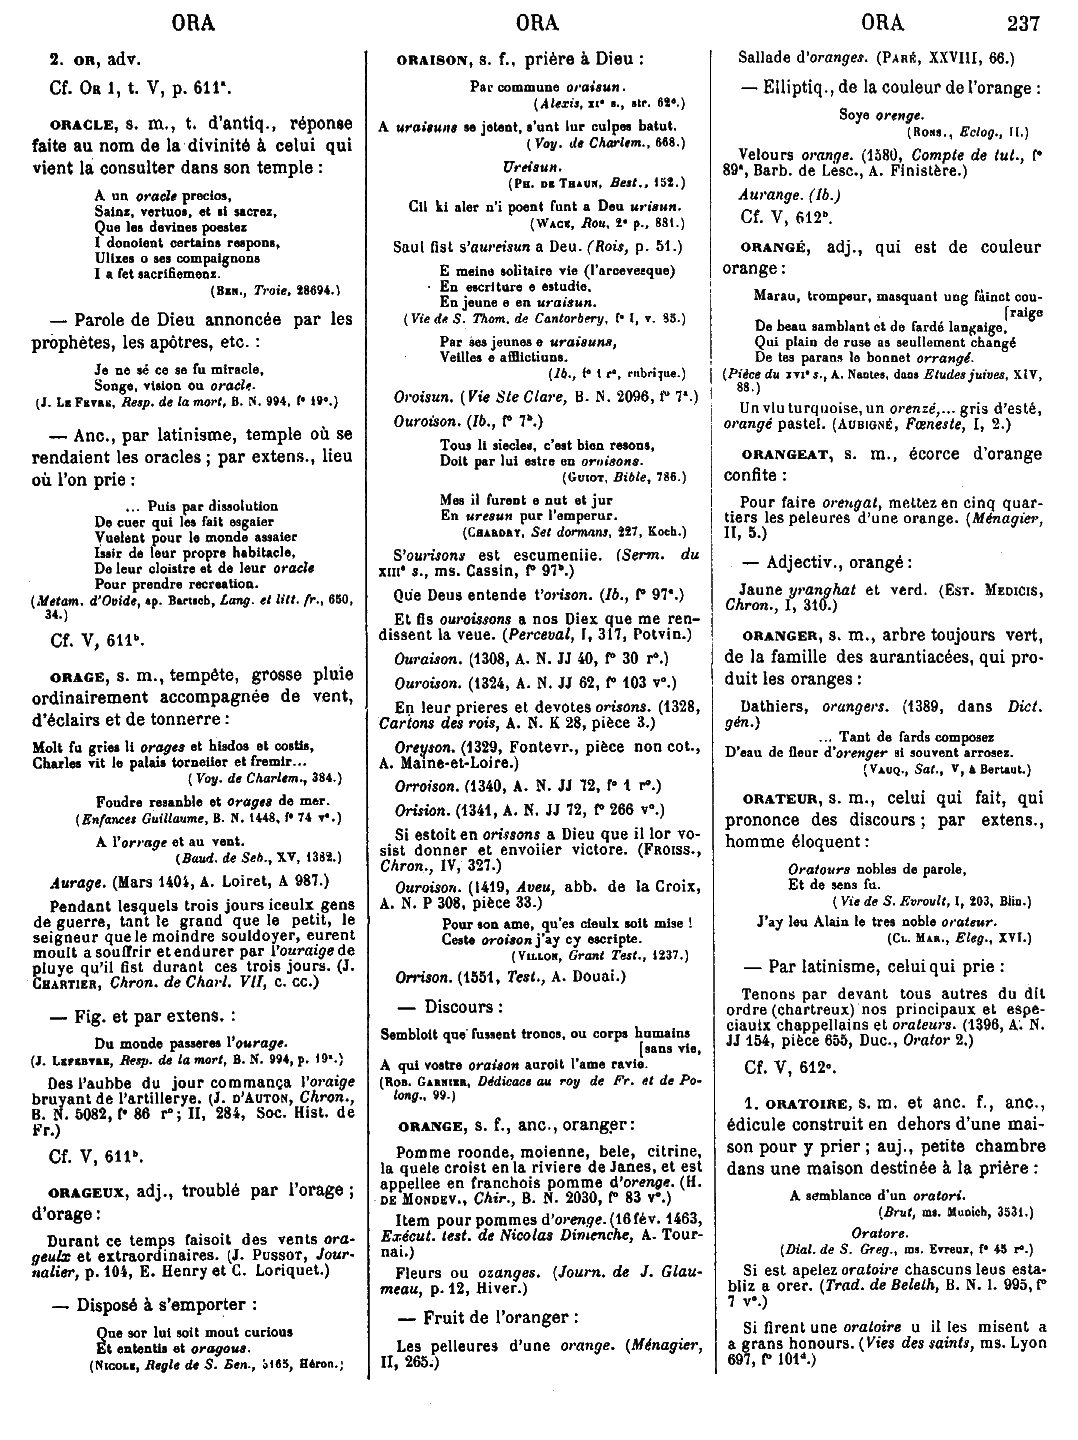 ORA ORA ORA 237
2. OR, adv.
Cf. OR 1, t. V, p. 611ᵃ.
ORACLE, s. m., t. d'antiq., réponse
faite au nom de la divinité à celui qui
vient la consulter dans son temple :
A un oracle precios,
Sainz, vertuos, et si sacrez,
Que les devines poestez
I donoient certains respons,
Ulixes o ses compaignons
I a fet sacrifiemenz.
(BEN., Troie, 28694.)
— Parole de Dieu annoncée par les
prophètes, les apôtres, etc. :
Je ne sé ce se fu miracle,
Songe, vision ou oracle.
(J. LE FEVRE, Resp. de la mort, B. N. 994, fº 19ᵉ.)
— Anc., par latinisme, temple où se
rendaient les oracles ; par extens., lieu
où l'on prie :
... Puis par dissolution
De cuer qui les fait esgaier
Vuelent pour le monde assaier
Issir de leur propre habitacle,
De leur cloistre et de leur oracle
Pour prendre recreation.
(Metam. d'Ovide, ap. Bartsch, Lang. et litt. fr., 650,
34.)
Cf. V, 611ᵇ.
ORAGE, s. m., tempête, grosse pluie
ordinairement accompagnée de vent,
d'éclairs et de tonnerre :
Molt fu gries li orages et hisdos et costis,
Charles vit le palais torneiier et fremir...
(Voy. de Charlem., 384.)
Foudre resanble et orages de mer.
(Enfances Guillaume, B. N. 1448, fº 74 vº.)
A l'orrage et au vent.
(Baud. de Seb., XV, 1382.)
Aurage. (Mars 1404, A. Loiret, A 987.)
Pendant lesquels trois jours iceulx gens
de guerre, tant le grand que le petit, le
seigneur que le moindre souldoyer, eurent
moult a souffrir et endurer par l'ouraige de
pluye qu'il fist durant ces trois jours. (J.
CHARTIER, Chron. de Charl. VII, c. CC.)
— Fig. et par extens. :
Du monde passeres l'ourage.
(J. LEFEBVRE, Resp. de la mort, B. N. 994, p. 19ᵃ.)
Des l'aubbe du jour commança l'oraige
bruyant de l'artillerye. (J. D'AUTON, Chron.,
B. N. 5082, fº 86 rº; II, 284, Soc. Hist. de
Fr.)
Cf. V, 611ᵇ.
ORAGEUX, adj., troublé par l'orage ;
d'orage :
Durant ce temps faisoit des vents ora-
geulx et extraordinaires. (J. PUSSOT, Jour-
nalier, p. 104, E. Henry et C. Loriquet.)
— Disposé à s'emporter :
Que sor lui soit mout curious
Et ententis et oragous.
(NICOLE, Regle de S. Ben., 5165, Héron.;
ORAISON, s. f., prière à Dieu :
Par commune oraisun.
(Alexis, XIᵉ s., str. 62ᵉ.)
A uraisuns se jetent, s'unt lur culpes batut.
(Voy. de Charlem., 668.)
Ureisun.
(PH. DE THAUN, Best., 152.)
Cil ki aler n'i poent funt a Deu urisun.
(WACE, Rou, 2ᵉ p., 881.)
Saul fist s'aureisun a Deu. (Rois, p. 51.)
E meine solitaire vie (l'arcevesque)
En escriture e estudie,
En jeune e en uraisun.
(Vie de S. Thom. de Cantorbery, fº I, v. 85.)
Par ses jeunes e uraisuns,
Veilles e afflictiuns.
(Ib., fº 1 rº, rubrique.)
Oroisun. (Vie Ste Clare, B. N. 2096, fº 7ᵃ.)
Ouroison. (Ib., fº 7ᵇ.)
Tous li siecles, c'est bien resons,
Doit par lui estre en oroisons.
(GUIOT, Bible, 786.)
Mes il furent e nut et jur
En uresun pur l'emperur.
(CHARDRY, Set dormans, 227, Koch.)
S'ourisons est escumeniie. (Serm. du
XIIIᵉ s., ms. Cassin, fº 97ᵇ.)
Que Deus entende t'orison. (Ib., fº 97ᵃ.)
Et fis ouroissons a nos Diex que me ren-
dissent la veue. (Perceval, I, 317, Potvin.)
Ouraison. (1308, A. N. JJ 40, fº 30 rº.)
Ouroison. (1324, A. N. JJ 62, fº 103 vº.)
En leur prieres et devotes orisons. (1328,
Cartons des rois, A. N. K 28, pièce 3.)
Oreyson. (1329, Fontevr., pièce non cot.,
A. Maine-et-Loire.)
Orroison. (1340, A. N. JJ 72, fº 1 rº.)
Orision. (1341, A. N. JJ 72, fº 266 vº.)
Si estoit en orissons a Dieu que il lor vo-
sist donner et envoiier victore. (FROISS.,
Chron., IV, 327.)
Ouroison. (1419, Aveu, abb. de la Croix,
A. N. P 308, pièce 33.)
Pour son ame, qu'es cieulx soit mise !
Ceste oroison j'ay cy escripte.
(VILLON, Grant Test., 1237.)
Orrison. (1551, Test., A. Douai.)
— Discours :
Sembloit que fussent troncs, ou corps humains
[sans vie,
A qui vostre oraison auroit l'ame ravie.
(ROB. GARNIER, Dédicace au roy de Fr. et de Po-
long., 99.)
ORANGE, s. f., anc., oranger :
Pomme roonde, moienne, bele, citrine,
la quele croist en la riviere de Janes, et est
appellee en franchois pomme d'orenge. (H.
DE MONDEV., Chir., B. N. 2030, fº 83 vº.)
Item pour pommes d'orenge. (16 fév. 1463,
Exécut. test. de Nicolas Dimenche, A. Tour-
nai.)
Fleurs ou ozanges. (Journ. de J. Glau-
meau, p. 12, Hiver.)
— Fruit de l'oranger :
Les pelleures d'une orange. (Ménagier,
II, 265.)
Sallade d'oranges. (PARÉ, XXVIII, 66.)
— Elliptiq., de la couleur de l'orange :
Soye orenge.
(RONS., Eclog., II.)
Velours orange. (1580, Compte de tut., fº
89ᵃ, Barb. de Lesc., A. Finistère.)
Aurange. (Ib.)
Cf. V, 612ᵇ.
ORANGÉ, adj., qui est de couleur
orange :
Marau, trompeur, masquant ung fainct cou-
[raige
De beau samblant et de fardé langaige,
Qui plain de ruse as seullement changé
De tes parans le bonnet orrangé.
(Pièce du XVIᵉ s., A. Nantes, dans Etudes juives, XIV,
88.)
Un vlu turquoise, un orenzé,... gris d'esté,
orangé pastel. (AUBIGNÉ, Fœneste, I, 2.)
ORANGEAT, s. m., écorce d'orange
confite :
Pour faire orengat, mettez en cinq quar-
tiers les peleures d'une orange. (Ménagier,
II, 5.)
— Adjectiv., orangé :
Jaune yranghat et verd. (EST. MEDICIS,
Chron., I, 310.)
ORANGER, s. m., arbre toujours vert,
de la famille des aurantiacées, qui pro-
duit les oranges :
Dathiers, orangers. (1389, dans Dict.
gén.)
... Tant de fards composez
D'eau de fleur d'orenger si souvent arrosez.
(VAUQ., Sat., V, à Bertaut.)
ORATEUR, s. m., celui qui fait, qui
prononce des discours ; par extens.,
homme éloquent :
Oratours nobles de parole,
Et de sens fu.
(Vie de S. Evroult, I, 203, Blin.)
J'ay leu Alain le tres noble orateur.
(CL. MAR., Eleg., XVI.)
— Par latinisme, celui qui prie :
Tenons par devant tous autres du dit
ordre (chartreux) nos principaux et espe-
ciaulx chappellains et orateurs. (1396, A. N.
JJ 154, pièce 655, Duc., Orator 2.)
Cf. V, 612ᶜ.
1. ORATOIRE, s. m. et anc. f., anc.,
édicule construit en dehors d'une mai-
son pour y prier ; auj., petite chambre
dans une maison destinée à la prière :
A semblance d'un oratori.
(Brut, ms. Munich, 3531.)
Oratore.
(Dial. de S. Greg., ms. Evreux, fº 45 rº.)
Si est apelez oratoire chascuns leus esta-
bliz a orer. (Trad. de Beleth, B. N. l. 995, fº
7 vº.)
Si firent une oratoire u il les misent a
a grans honours. (Vies des saints, ms. Lyon
697, fº 101ᵈ.)